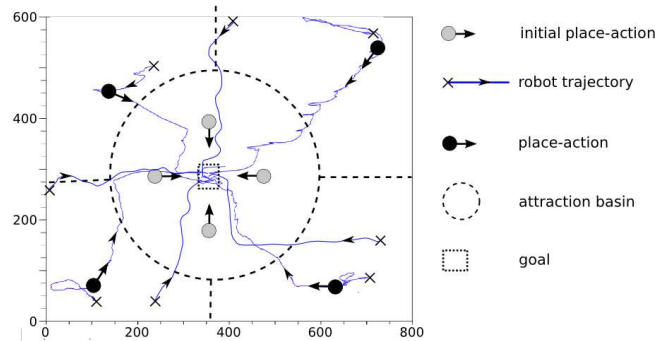 600
400
200
0
0
200
400
600
800
initial place-action
robot trajectory
place-action
attraction basin
goal